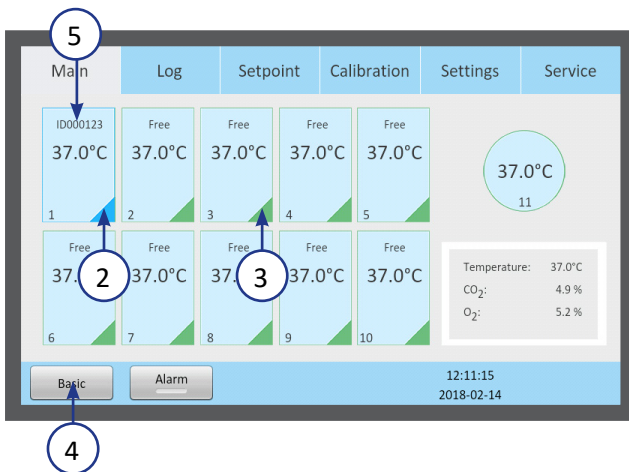 5
Main Log Setpoint Calibration Settings Service
ID000123 Free Free Free Free
37.0°C 37.0°C 37.0°C 37.0°C 37.0°C
1 2 3 4 5
37.0°C
11
Free Free Free Free Free
37. 37.0°C 37. 37.0°C 37.0°C
2 3
6 7 8 9 10
Temperature: 37.0°C
CO₂: 4.9 %
O₂: 5.2 %
Basic Alarm
12:11:15
2018-02-14
4